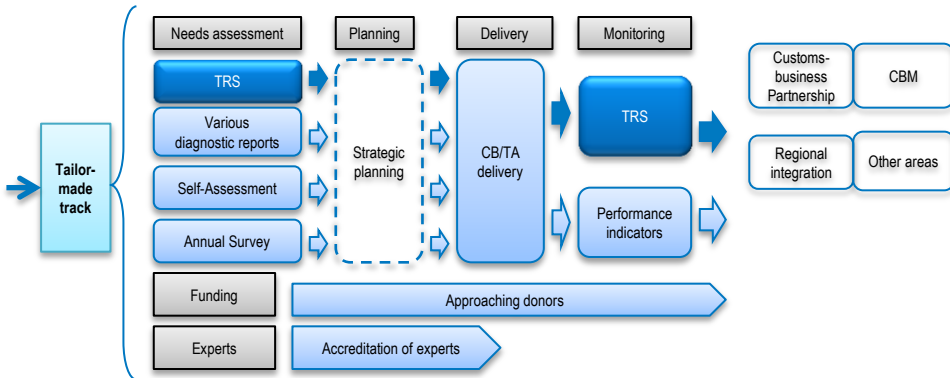 Needs assessment
Planning
Delivery
Monitoring
Tailor-
made
track
TRS
Various
diagnostic reports
Self-Assessment
Annual Survey
Strategic
planning
CB/TA
delivery
TRS
Performance
indicators
Customs-
business
Partnership
CBM
Regional
integration
Other areas
Funding
Approaching donors
Experts
Accreditation of experts